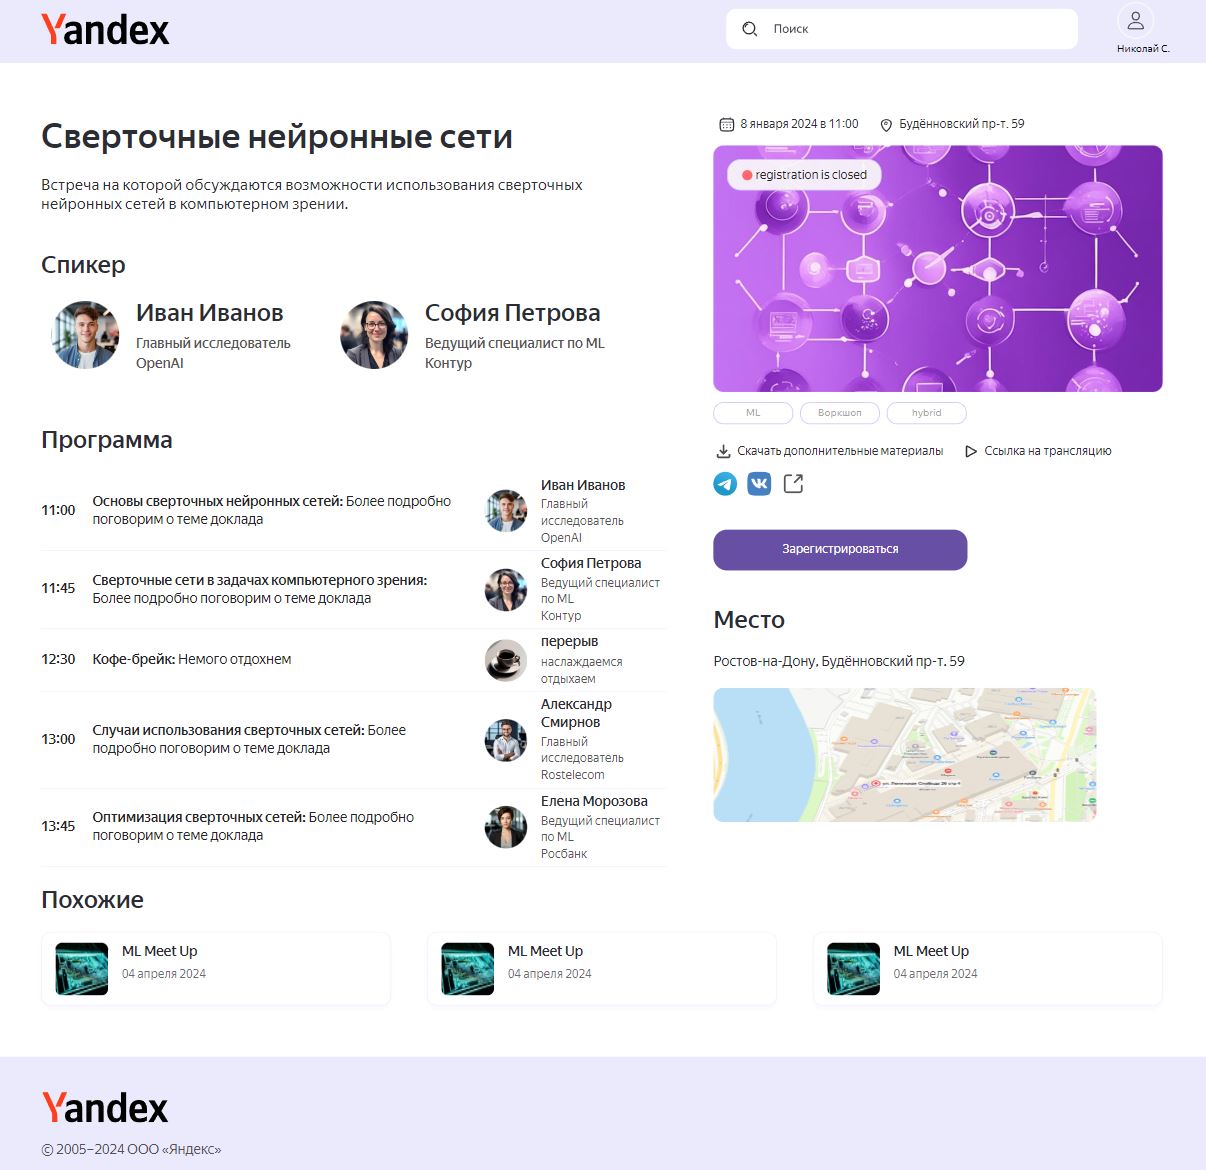 Yandex
Поиск
Николай С.
Сверточные нейронные сети
Встреча на которой обсуждаются возможности использования сверточных
нейронных сетей в компьютерном зрении.
Спикер
Иван Иванов
Главный исследователь
OpenAI
София Петрова
Ведущий специалист по ML
Контур
Программа
11:00
Основы сверточных нейронных сетей: Более подробно
поговорим о теме доклада
Иван Иванов
Главный
исследователь
OpenAI
11:45
Сверточные сети в задачах компьютерного зрения:
Более подробно поговорим о теме доклада
София Петрова
Ведущий специалист
по ML
Контур
12:30
Кофе-брейк: Немого отдохнем
перерыв
наслаждаемся
отдыхаем
13:00
Случаи использования сверточных сетей: Более
подробно поговорим о теме доклада
Александр
Смирнов
Главный
исследователь
Rostelecom
13:45
Оптимизация сверточных сетей: Более подробно
поговорим о теме доклада
Елена Морозова
Ведущий специалист
по ML
Росбанк
8 января 2024 в 11:00
Будённовский пр-т. 59
registration is closed
ML
Воркшоп
hybrid
Скачать дополнительные материалы
Ссылка на трансляцию
Зарегистрироваться
Место
Ростов-на-Дону, Будённовский пр-т. 59
Похожие
ML Meet Up
04 апреля 2024
ML Meet Up
04 апреля 2024
ML Meet Up
04 апреля 2024
Yandex
© 2005–2024 ООО «Яндекс»